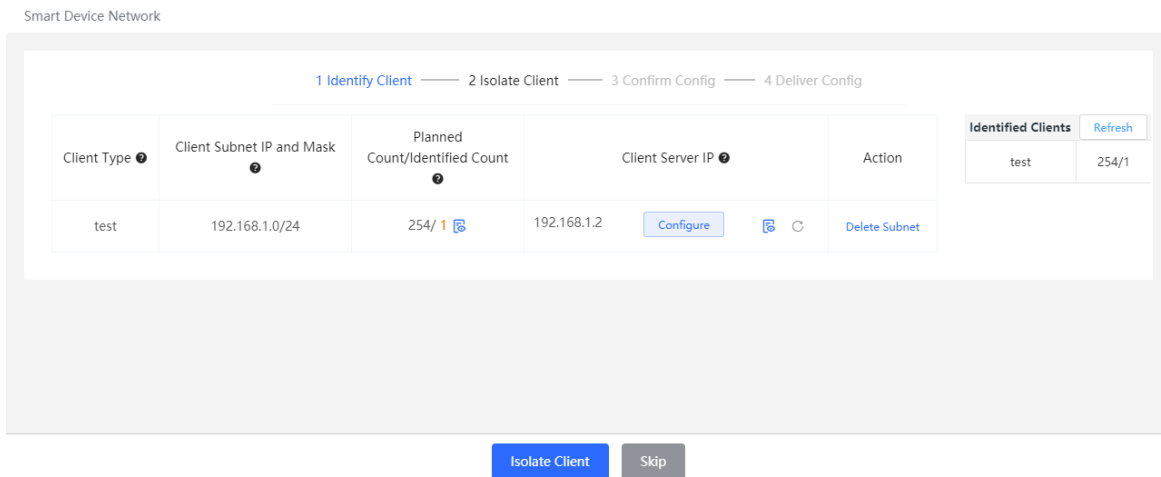 Smart Device Network
1 Identify Client
2 Isolate Client
3 Confirm Config
4 Deliver Config
Client Type
Client Subnet IP and Mask
Planned
Count/Identified Count
Client Server IP
Action
test
192.168.1.0/24
254/ 1
192.168.1.2
Configure
Delete Subnet
Identified Clients
Refresh
test
254/1
Isolate Client
Skip